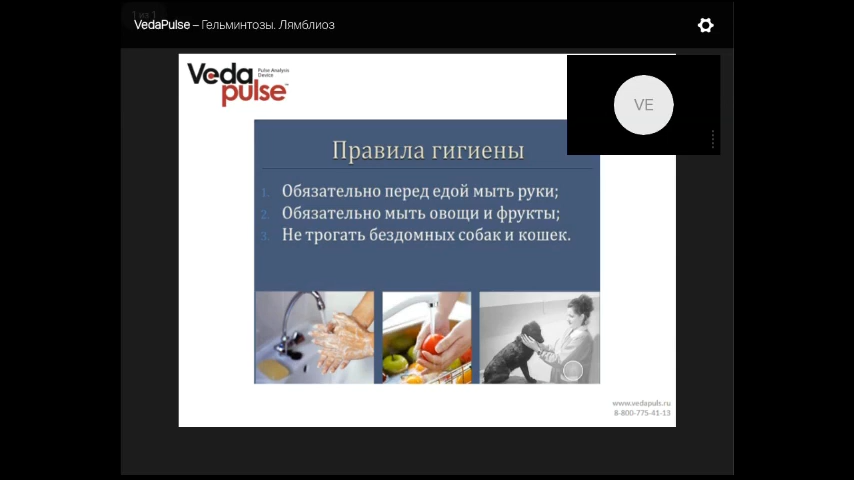 VedaPulse – Гельминтозы. Лямблиоз
Veda
pulse
Pulse Analysis
Device
VE
Правила гигиены
1. Обязательно перед едой мыть руки;
2. Обязательно мыть овощи и фрукты;
3. Не трогать бездомных собак и кошек.
www.vedapuls.ru
8-800-775-41-13